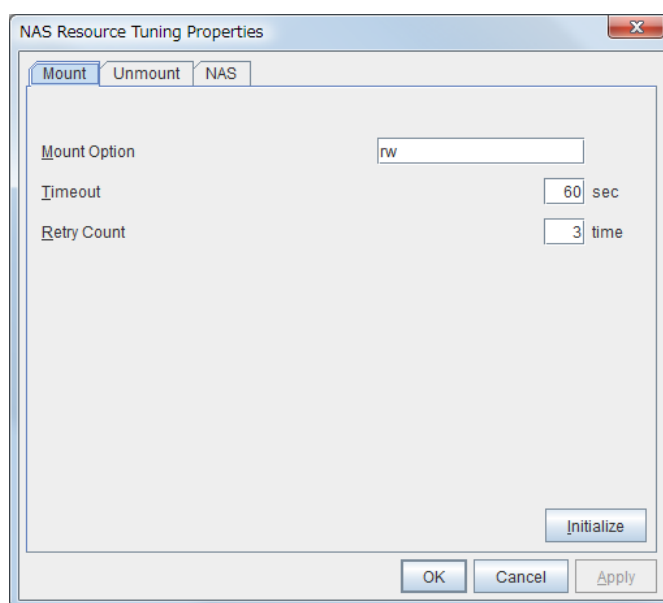 NAS Resource Tuning Properties
Mount Unmount NAS
Mount Option rw
Timeout 60 sec
Retry Count 3 time
Initialize
OK Cancel Apply